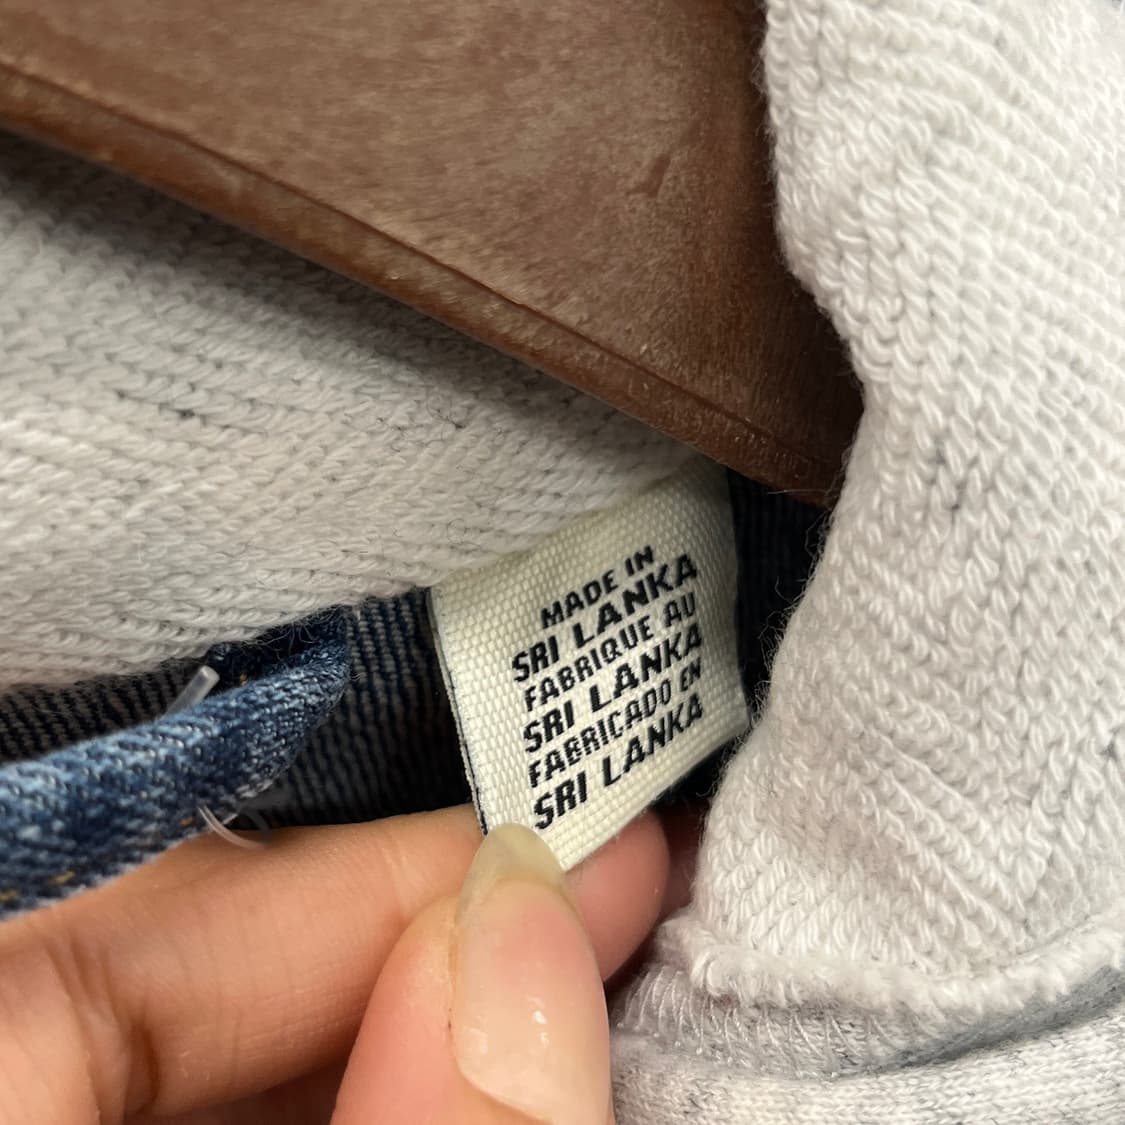 MADE IN
SRI LANKA
FABRIQUE AU
SRI LANKA
FABRICADO EN
SRI LANKA